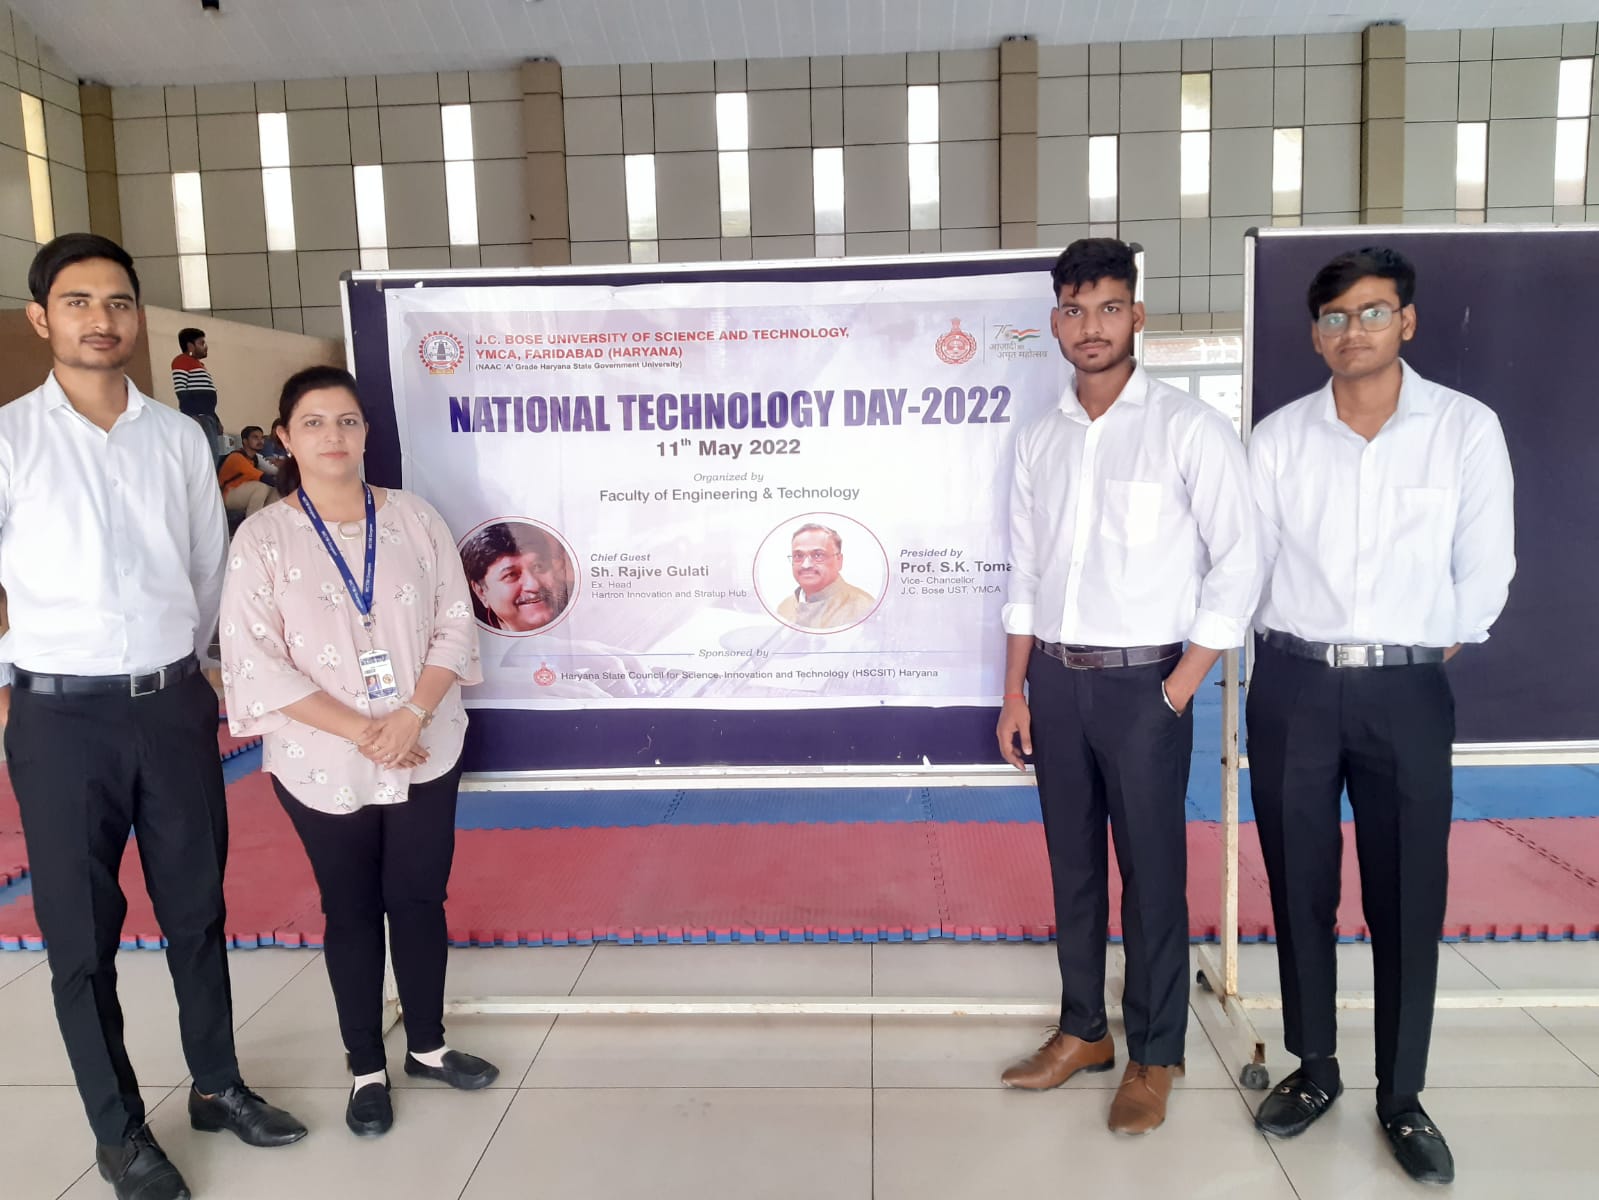 J.C. BOSE UNIVERSITY OF SCIENCE AND TECHNOLOGY,
YMCA, FARIDABAD (HARYANA)
(NAAC 'A' Grade Haryana State Government University)
75
आज़ादी का
अमृत महोत्सव
NATIONAL TECHNOLOGY DAY-2022
11th May 2022
Organized by
Faculty of Engineering & Technology
Chief Guest
Sh. Rajive Gulati
Ex. Head
Hartron Innovation and Stratup Hub
Presided by
Prof. S.K. Toma
Vice- Chancellor
J.C. Bose UST, YMCA
Sponsored by
Haryana State Council for Science, Innovation and Technology (HSCSIT) Haryana